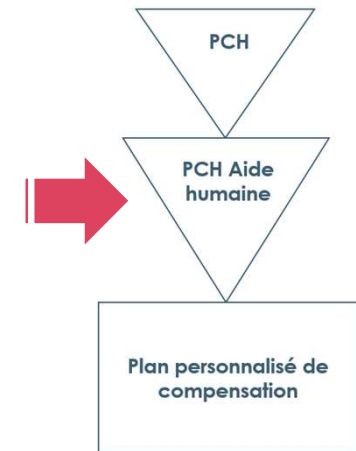 PCH
PCH Aide
humaine
Plan personnalisé de
compensation